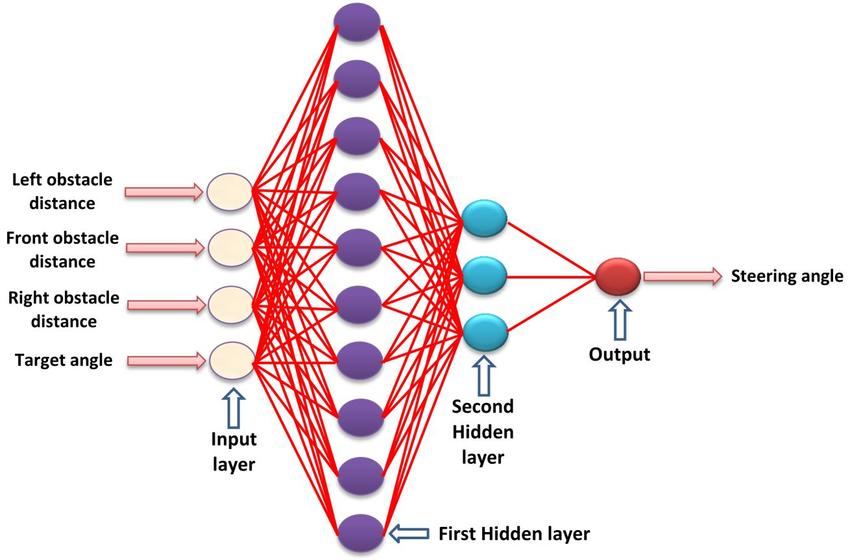 Left obstacle
distance
Front obstacle
distance
Right obstacle
distance
Target angle
Input
layer
Second
Hidden
layer
First Hidden layer
Output
Steering angle